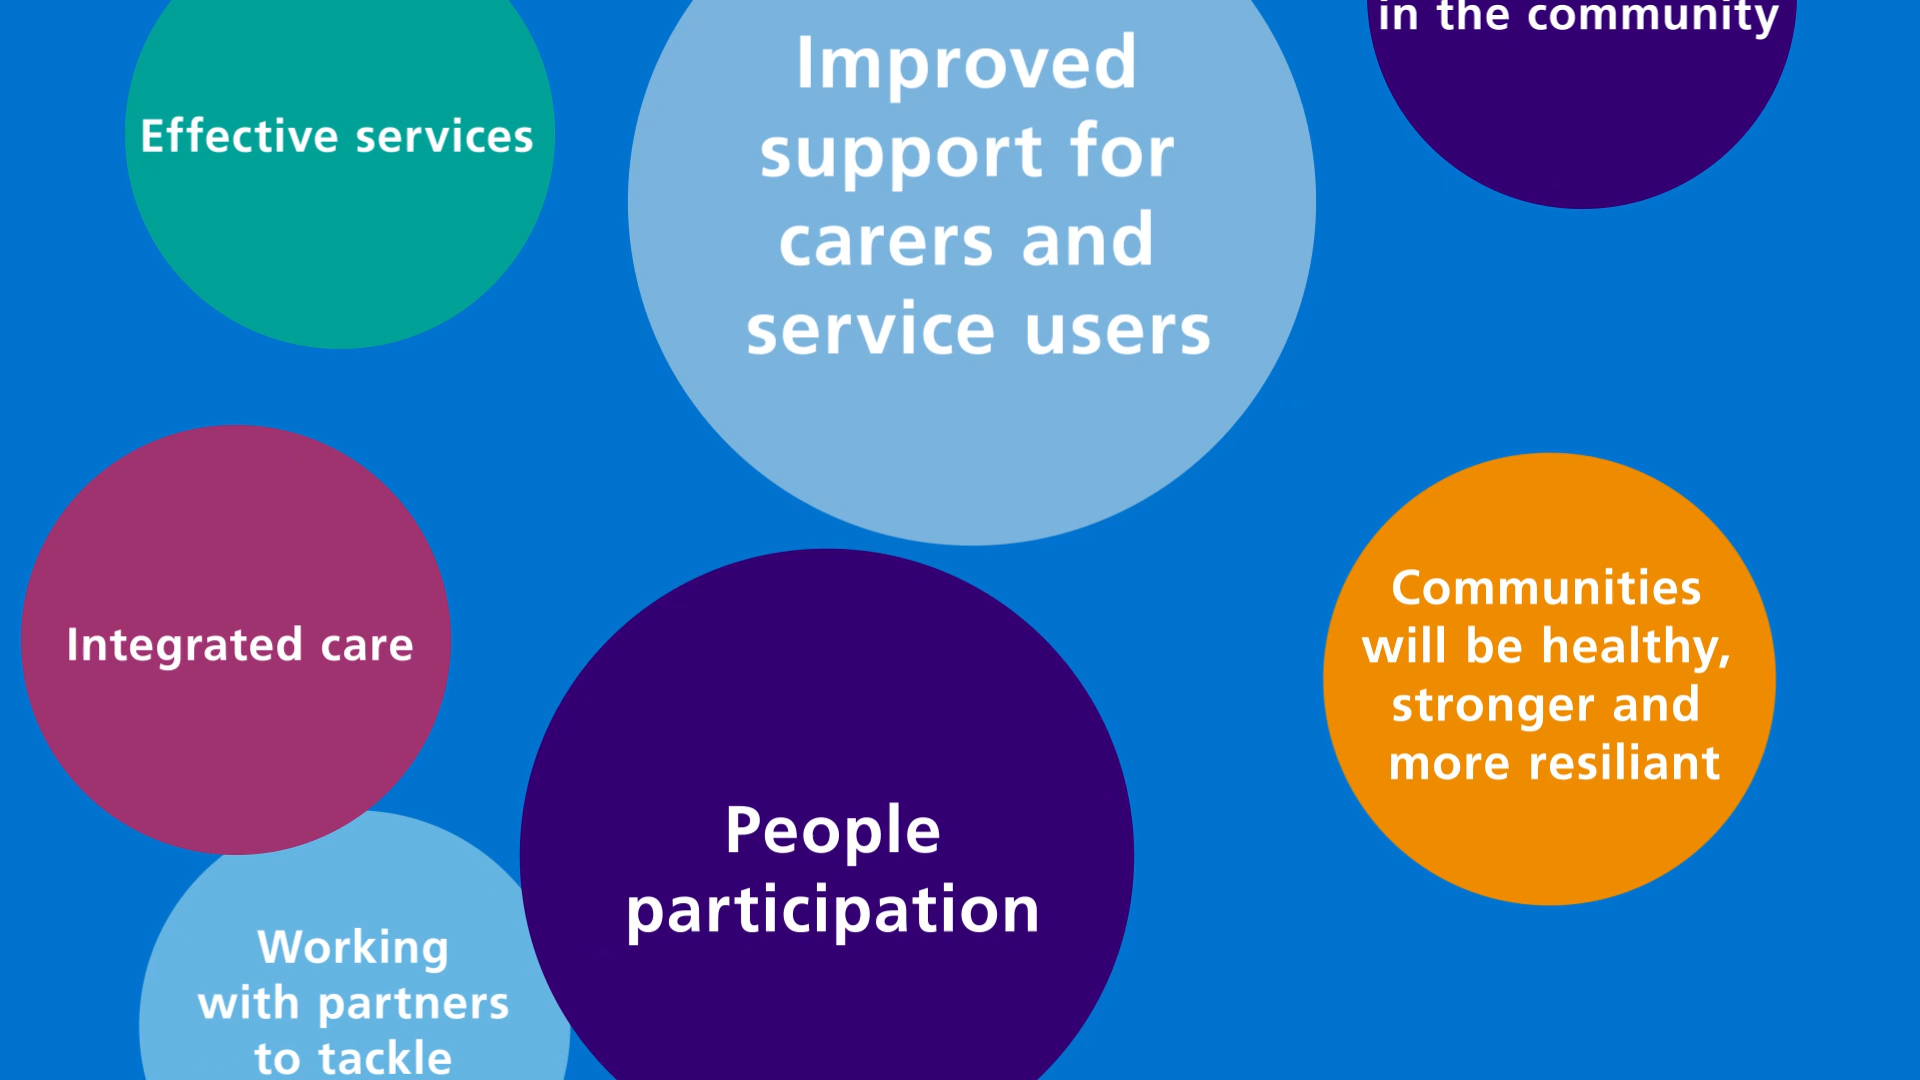 in the community
Effective services
Improved
support for
carers and
service users
Integrated care
Communities
will be healthy,
stronger and
more resiliant
People
participation
Working
with partners
to tackle